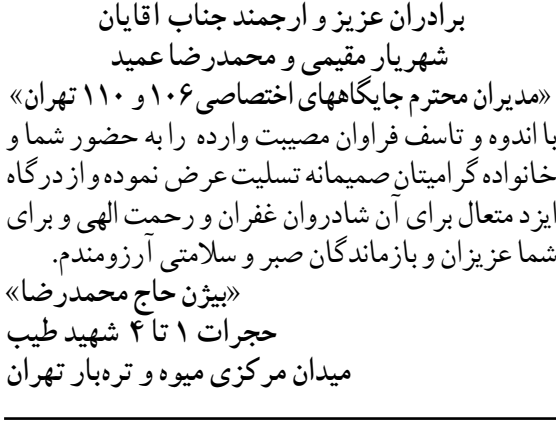 برادران عزیز و ارجمند جناب آقایان
شهریار مقیمی و محمدرضا عمید
«مدیران محترم جایگاههای اختصاصی ۱۰۶ و ۱۱۰ تهران»
با اندوه و تاسف فراوان مصیبت وارده را به حضور شما و
خانواده گرامیتان صمیمانه تسلیت عرض نموده و از درگاه
ایزد متعال برای آن شادروان غفران و رحمت الهی و برای
شما عزیزان و بازماندگان صبر و سلامتی آرزومندم.
«بیژن حاج محمدرضا»
حجرات ۱ تا ۴ شهید طیب
میدان مرکزی میوه و تره‌بار تهران